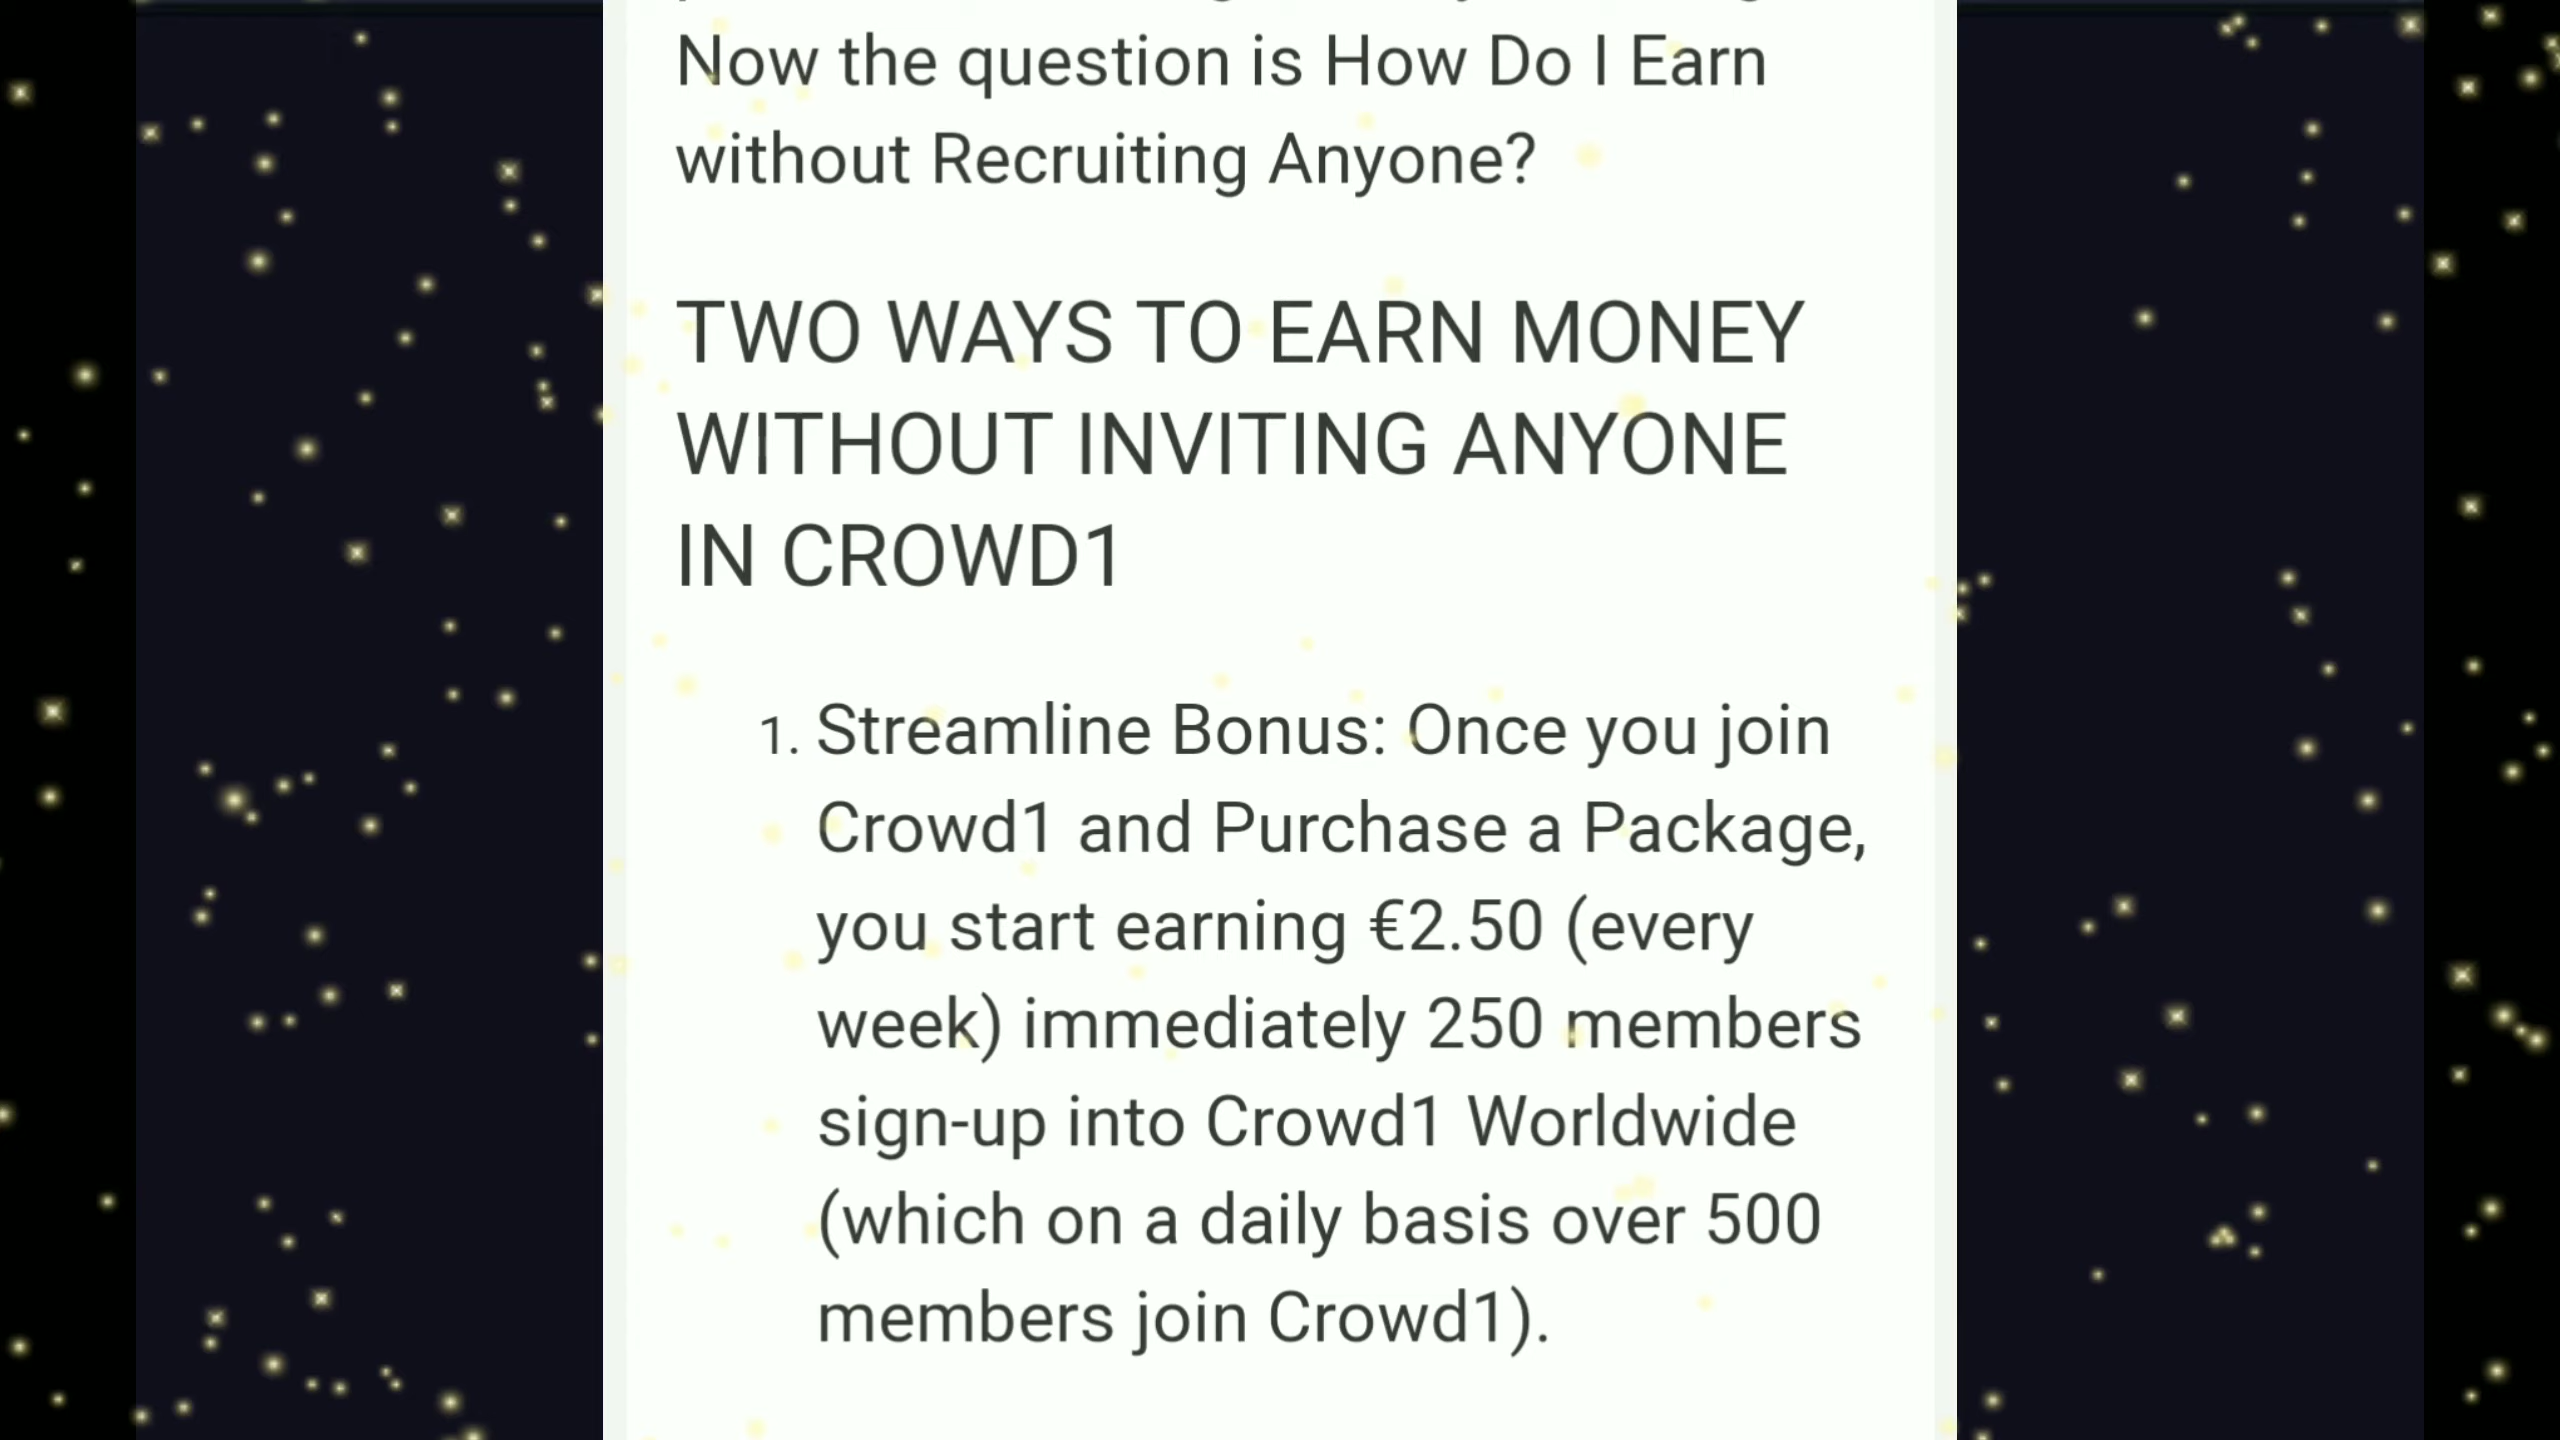 Now the question is How Do I Earn
without Recruiting Anyone?
TWO WAYS TO EARN MONEY
WITHOUT INVITING ANYONE
IN CROWD1
1. Streamline Bonus: Once you join
Crowd1 and Purchase a Package,
you start earning €2.50 (every
week) immediately 250 members
sign-up into Crowd1 Worldwide
(which on a daily basis over 500
members join Crowd1).